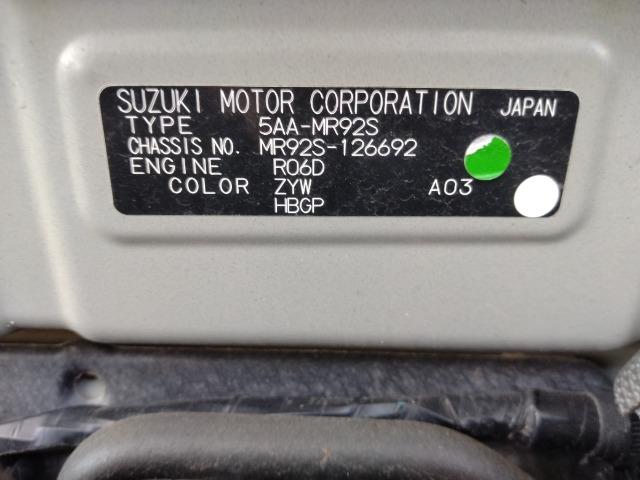 SUZUKI MOTOR CORPORATION JAPAN
TYPE 5AA-MR92S
CHASSIS NO. MR92S-126692
ENGINE R06D
COLOR ZYW A03
HBGP